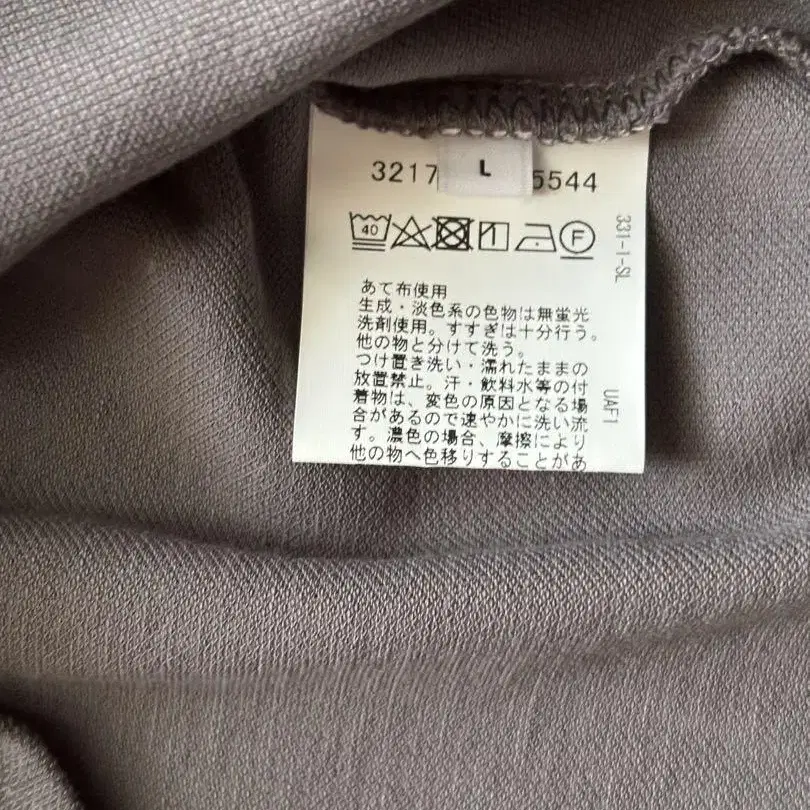 3217 L 5544
40 F
331-1-SL
あて布使用
生成・淡色系の色物は無蛍光
洗剤使用。すすぎは十分行う。
他の物と分けて洗う。
つけ置き洗い・濡れたままの
放置禁止。汗・飲料水等の付
着物は、変色の原因となる場
合があるので速やかに洗い流
す。濃色の場合、摩擦により
他の物へ色移りすることがあ
UAF1